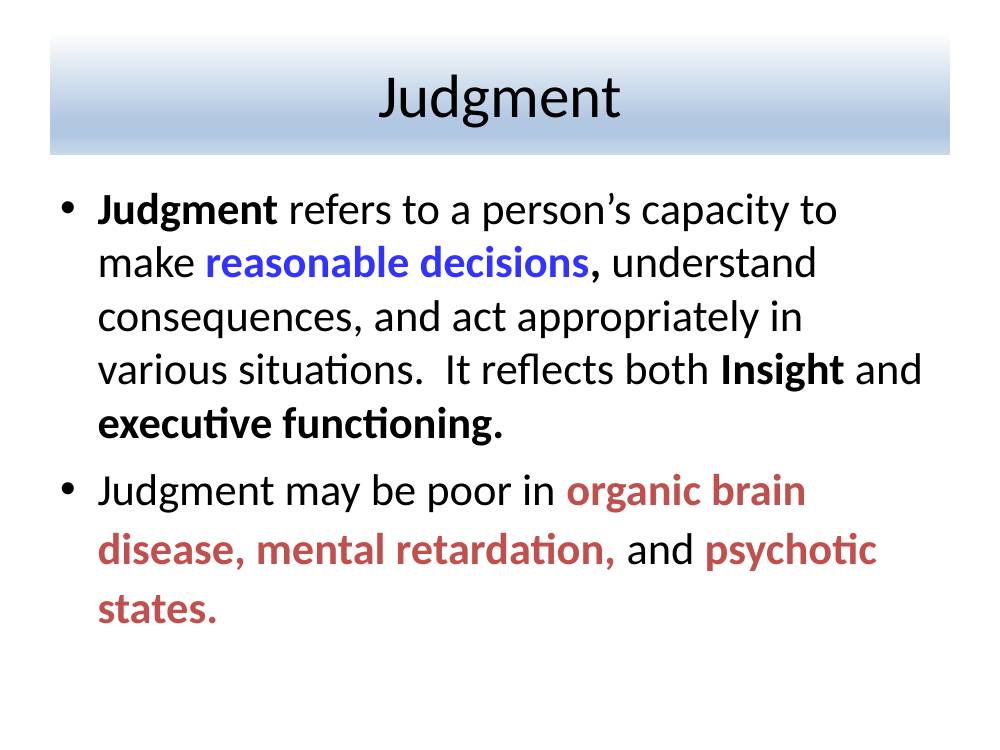 Judgment
• Judgment refers to a person’s capacity to
make reasonable decisions, understand
consequences, and act appropriately in
various situations.  It reflects both Insight and
executive functioning.
• Judgment may be poor in organic brain
disease, mental retardation, and psychotic
states.